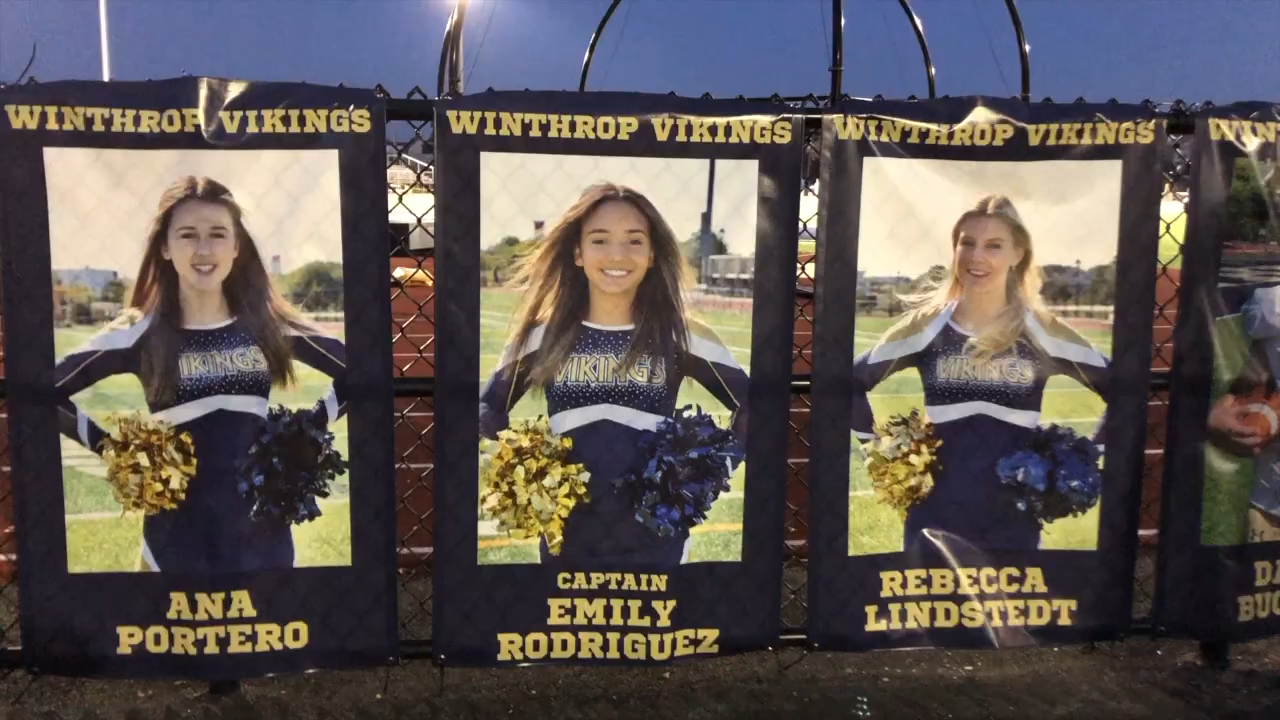 WINTHROP VIKINGS
VIKINGS
ANA
PORTERO
WINTHROP VIKINGS
VIKINGS
CAPTAIN
EMILY
RODRIGUEZ
WINTHROP VIKINGS
VIKINGS
REBECCA
LINDSTEDT